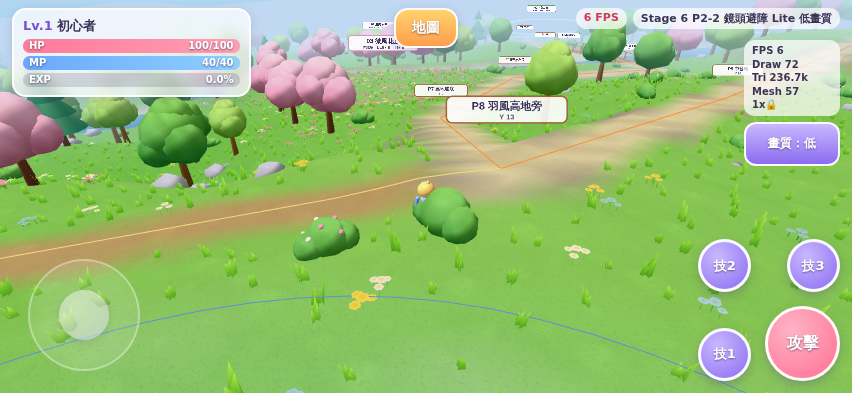 Lv.1 初心者
HP 100/100
MP 40/40
EXP 0.0%
地圖
6 FPS
Stage 6 P2-2 鏡頭避障 Lite 低畫質
FPS 6
Draw 72
Tri 236.7k
Mesh 57
1x🔒
畫質：低
P8 羽風高地旁
Y 13
技2
技3
技1
攻擊